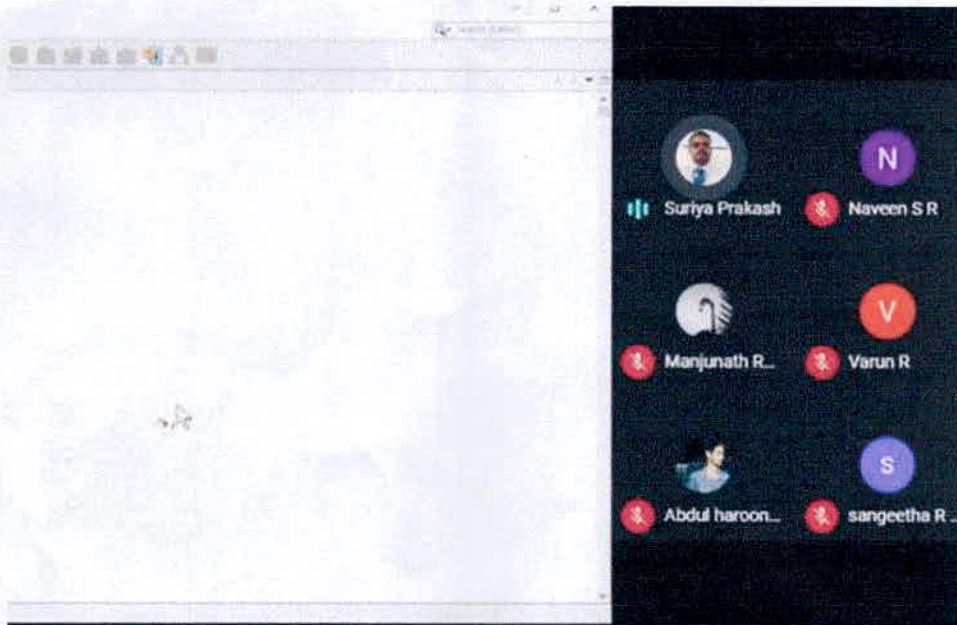 Suriya Prakash
N
Naveen S R
Manjunath R...
V
Varun R
Abdul haroon...
s
sangeetha R ...